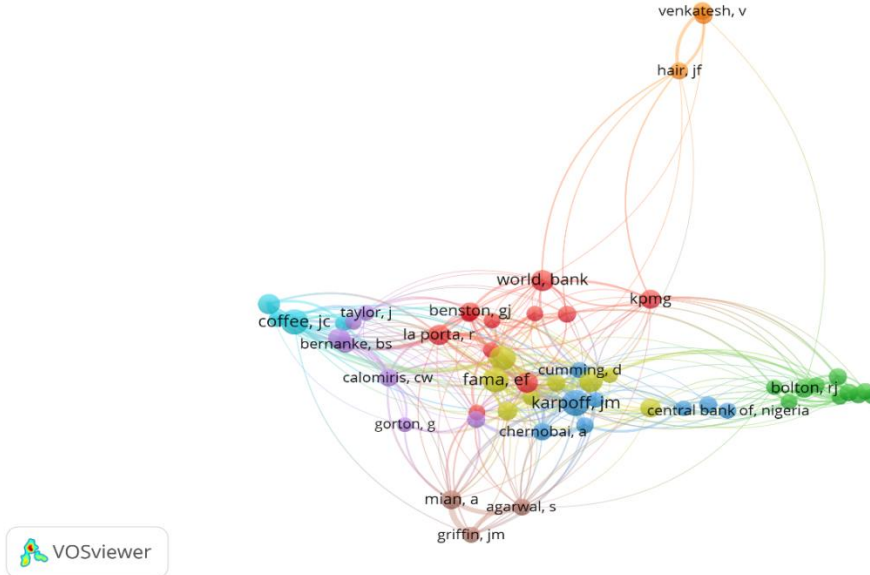 venkatesh, v
hair, jf
world, bank
kpmg
benston, gj
taylor, j
coffee, jc
la porta, r
bernanke, bs
cumming, d
calomiris, cw
fama, ef
bolton, rj
karpoff, jm
central bank of, nigeria
gorton, g
chernobai, a
mian, a
agarwal, s
griffin, jm
VOSviewer